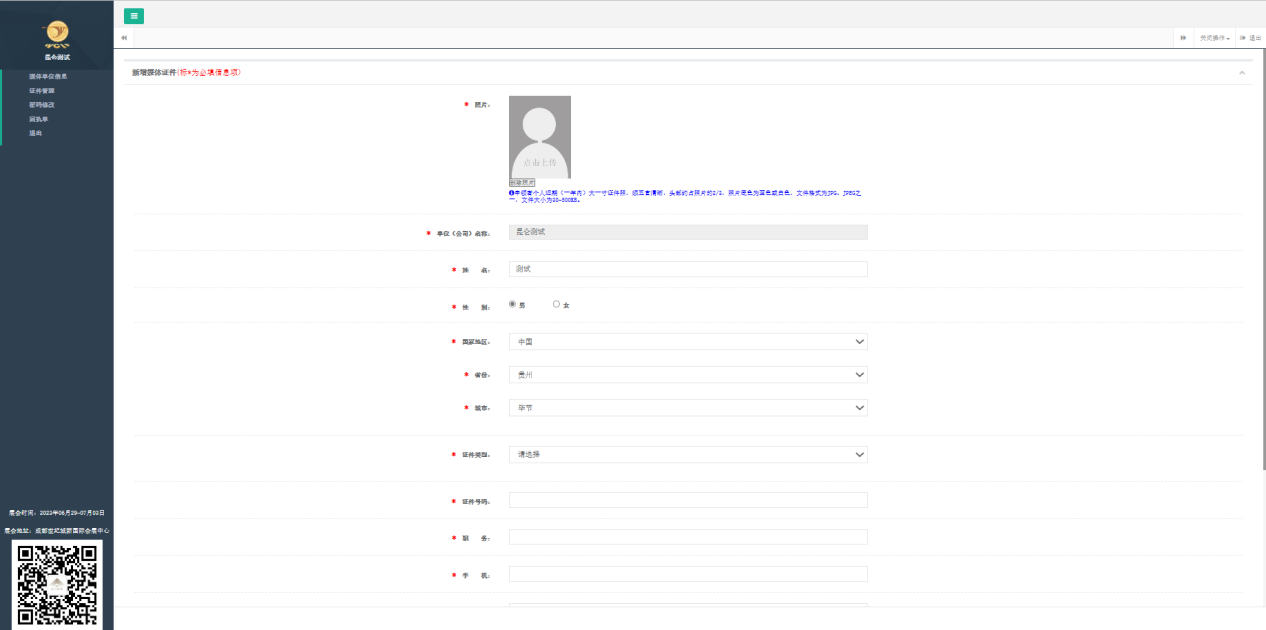 昆仑测试
媒体单位信息
证件管理
密码修改
回执单
退出
关闭操作
退出
新增媒体证件(标*为必填信息项)
* 照片:
点击上传
创建照片
* 单位（公司）名称:
昆仑测试
* 姓 名:
测试
* 性 别:
男
女
* 国家地区:
中国
* 省份:
贵州
* 城市:
毕节
* 证件类型:
请选择
* 证件号码:
* 职 务:
* 手 机:
展会时间：2023年06月29-07月03日
展会地址：成都世纪城新国际会展中心